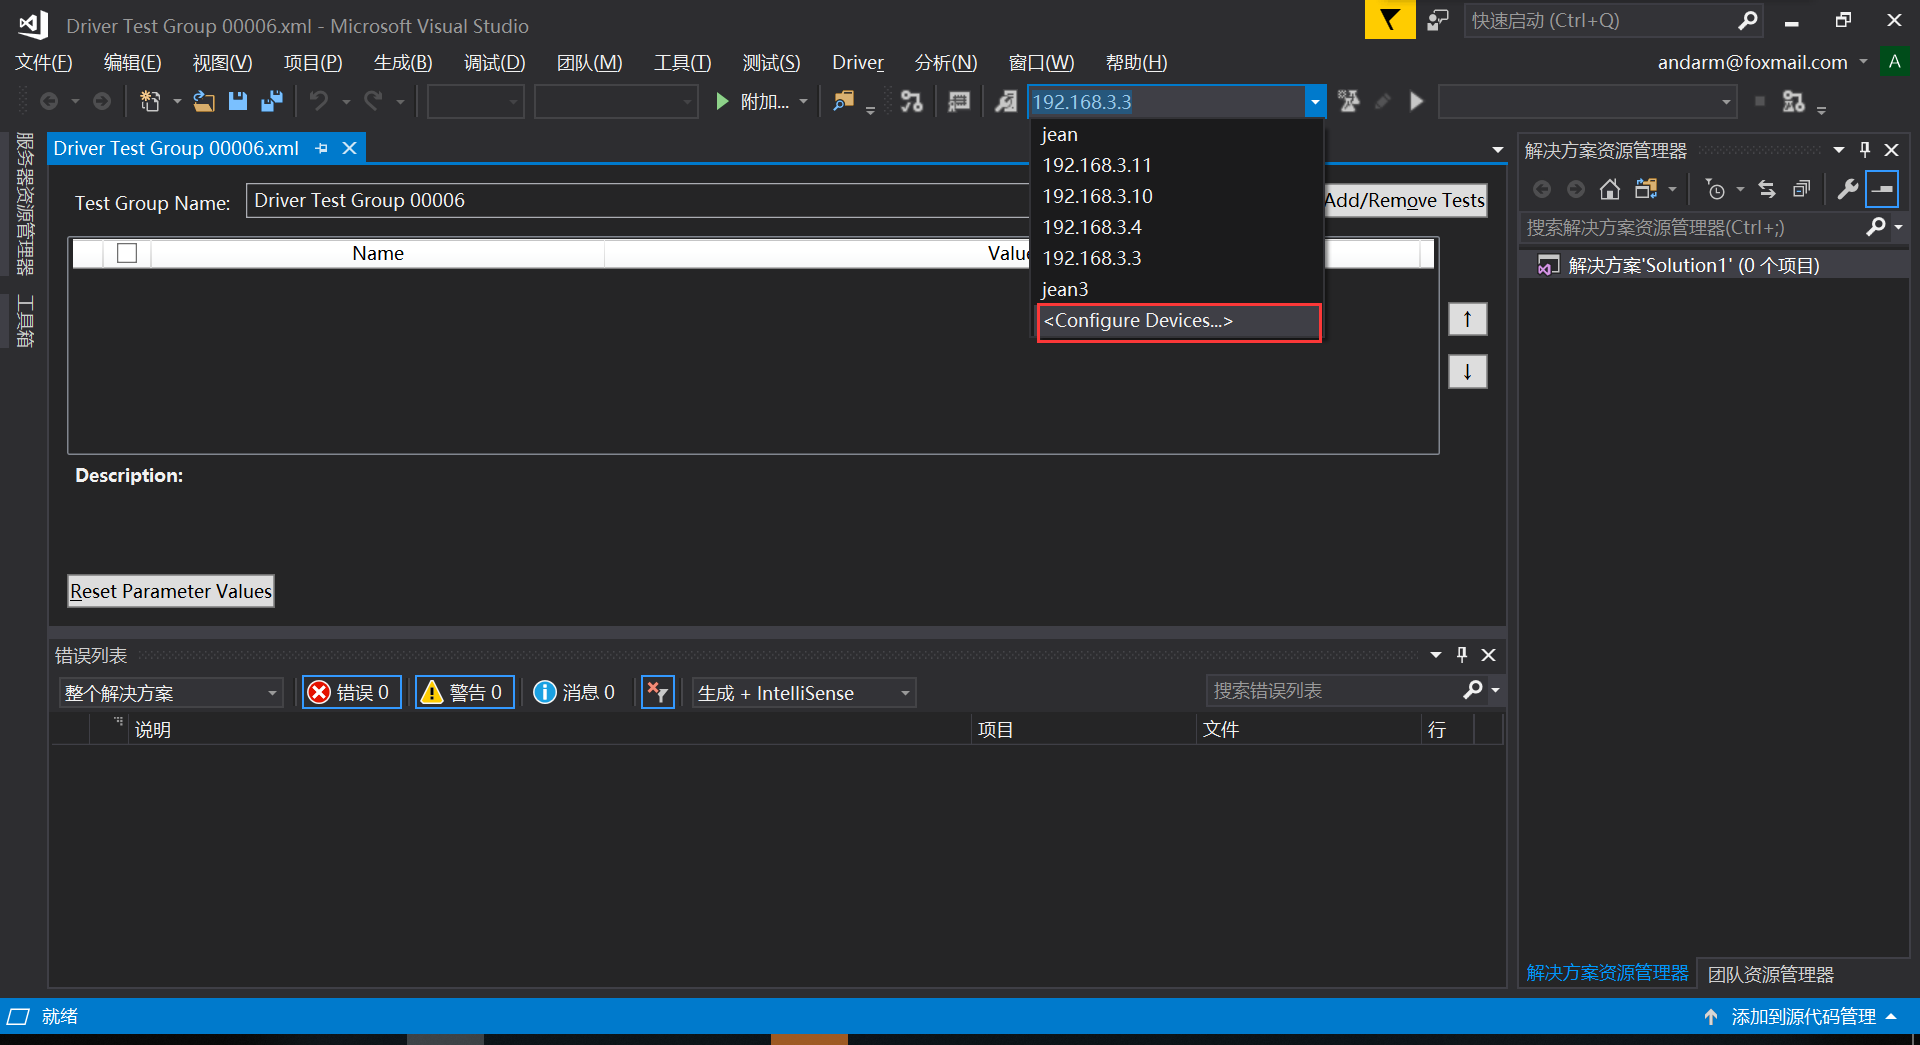 Driver Test Group 00006.xml - Microsoft Visual Studio
快速启动 (Ctrl+Q)
文件(F) 编辑(E) 视图(V) 项目(P) 生成(B) 调试(D) 团队(M) 工具(T) 测试(S) Driver 分析(N) 窗口(W) 帮助(H)
andarm@foxmail.com
A
附加...
192.168.3.3
jean
192.168.3.11
192.168.3.10
192.168.3.4
192.168.3.3
jean3
<Configure Devices...>
服务器资源管理器
工具箱
Driver Test Group 00006.xml
Test Group Name:
Driver Test Group 00006
Add/Remove Tests
Name
Value
↑
↓
Description:
Reset Parameter Values
解决方案资源管理器
搜索解决方案资源管理器(Ctrl+;)
解决方案'Solution1' (0 个项目)
错误列表
整个解决方案
错误 0
警告 0
消息 0
生成 + IntelliSense
搜索错误列表
说明
项目
文件
行
解决方案资源管理器
团队资源管理器
就绪
添加到源代码管理